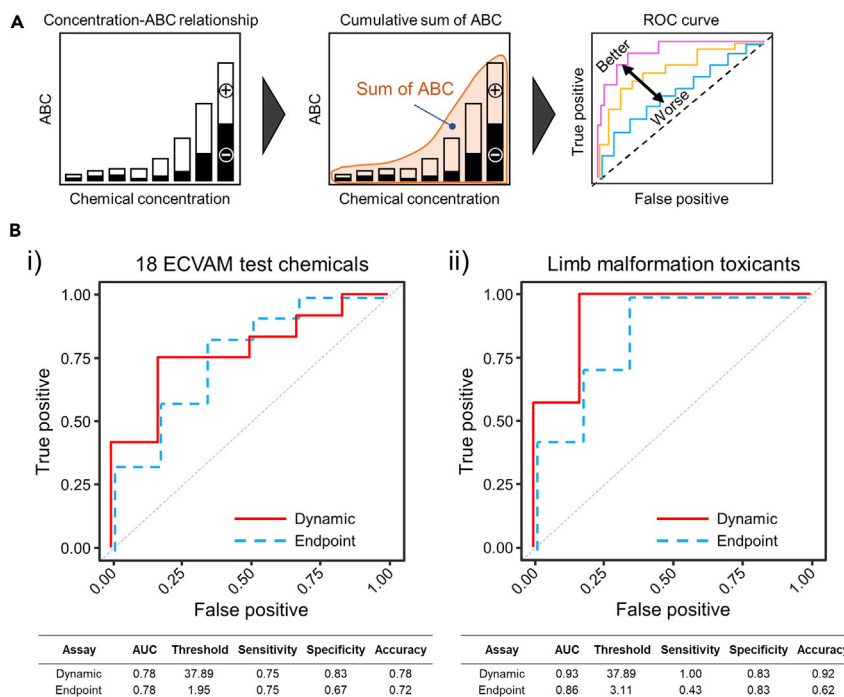 A
Concentration-ABC relationship
ABC
⊕
⊖
Chemical concentration
Cumulative sum of ABC
ABC
Sum of ABC
⊕
⊖
Chemical concentration
ROC curve
True positive
Better
Worse
False positive
B
i)
18 ECVAM test chemicals
True positive
1.00
0.75
0.50
0.25
0.00
Dynamic
Endpoint
0.00 0.25 0.50 0.75 1.00
False positive
Assay AUC Threshold Sensitivity Specificity Accuracy
Dynamic 0.78 37.89 0.75 0.83 0.78
Endpoint 0.78 1.95 0.75 0.67 0.72
ii)
Limb malformation toxicants
True positive
1.00
0.75
0.50
0.25
0.00
Dynamic
Endpoint
0.00 0.25 0.50 0.75 1.00
False positive
Assay AUC Threshold Sensitivity Specificity Accuracy
Dynamic 0.93 37.89 1.00 0.83 0.92
Endpoint 0.86 3.11 0.43 0.83 0.62